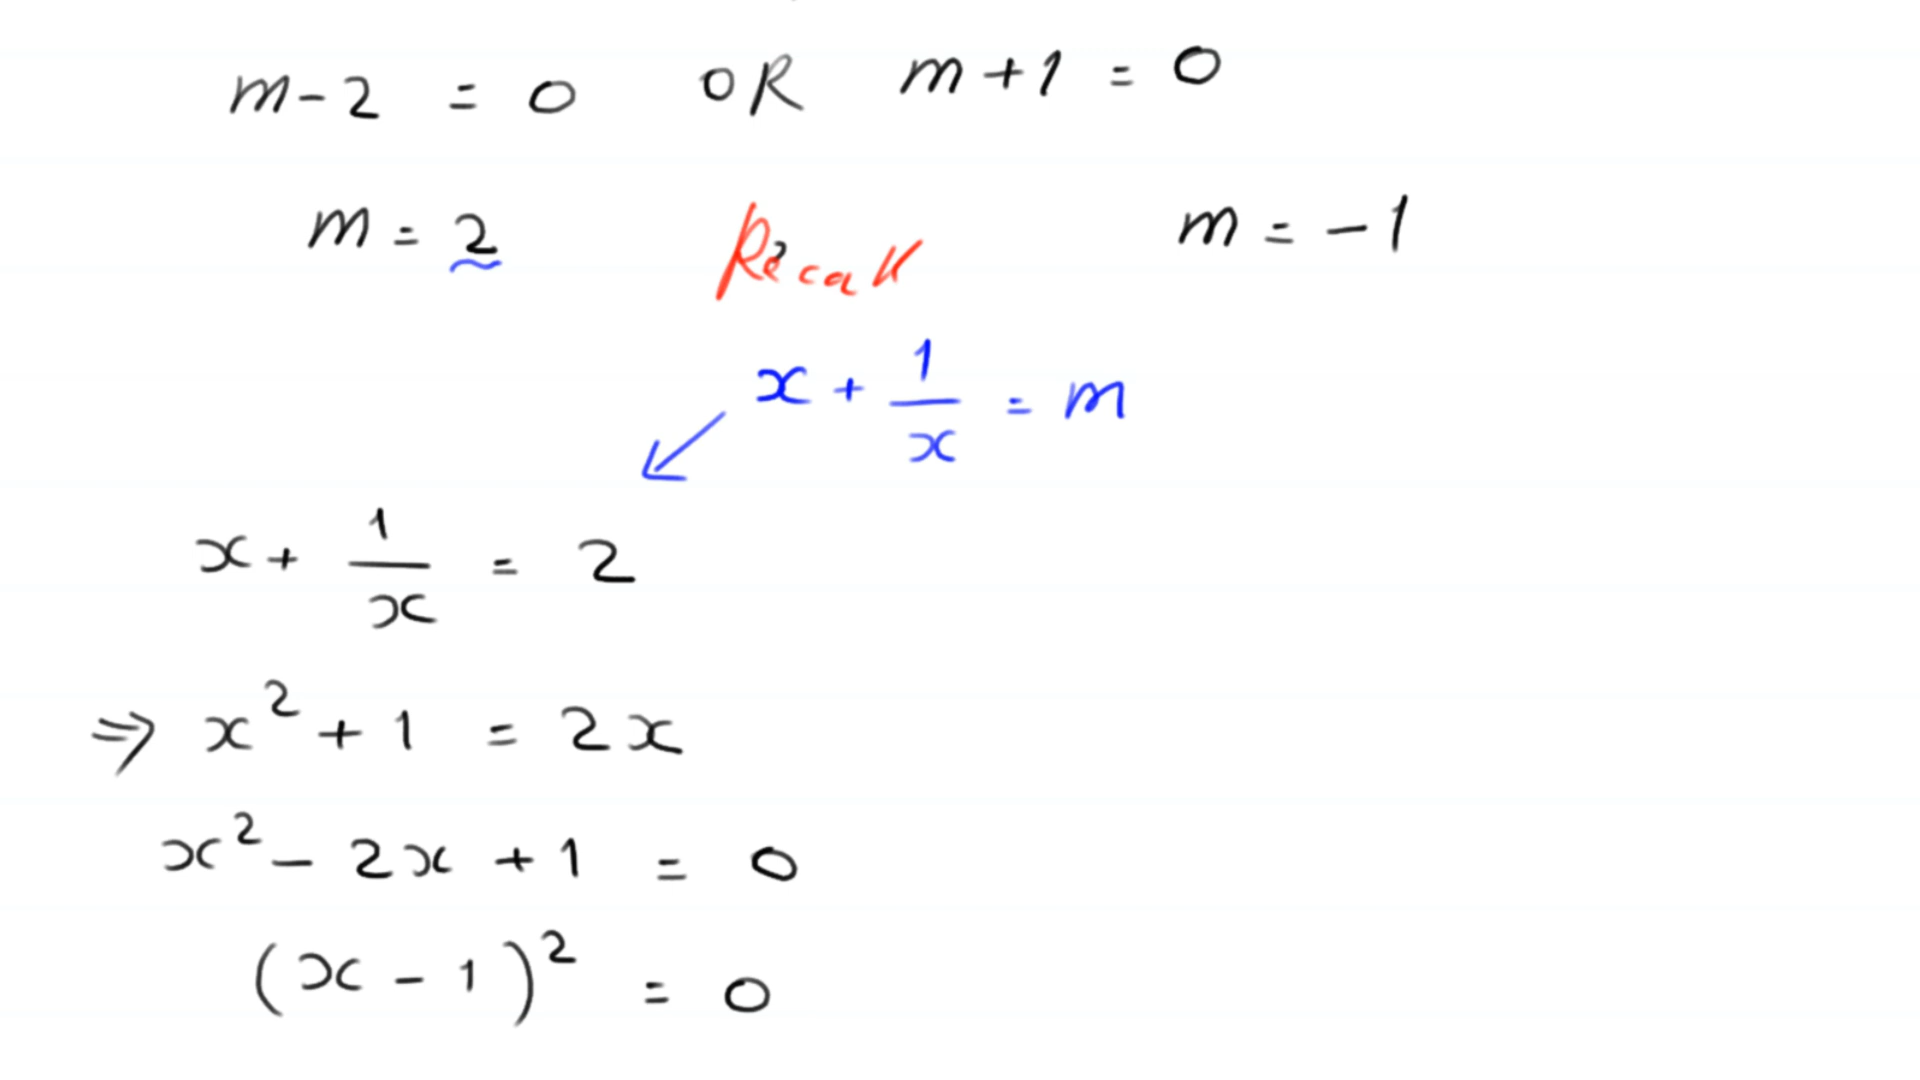 m - 2 = 0 OR m + 1 = 0
m = 2 Recall m = - 1
x + 1/x = m
x + 1/x = 2
⇒ x² + 1 = 2x
x² - 2x + 1 = 0
(x - 1)² = 0